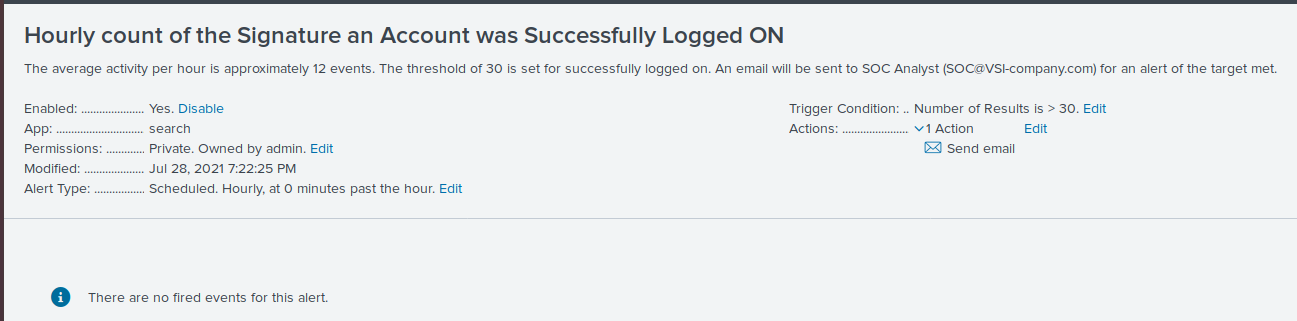 Hourly count of the Signature an Account was Successfully Logged ON
The average activity per hour is approximately 12 events. The threshold of 30 is set for successfully logged on. An email will be sent to SOC Analyst (SOC@VSI-company.com) for an alert of the target met.
Enabled: ..................... Yes. Disable
App: ............................. search
Permissions: ............. Private. Owned by admin. Edit
Modified: .................... Jul 28, 2021 7:22:25 PM
Alert Type: ................. Scheduled. Hourly, at 0 minutes past the hour. Edit
Trigger Condition: .. Number of Results is > 30. Edit
Actions: ...................... 1 Action Edit
Send email
There are no fired events for this alert.